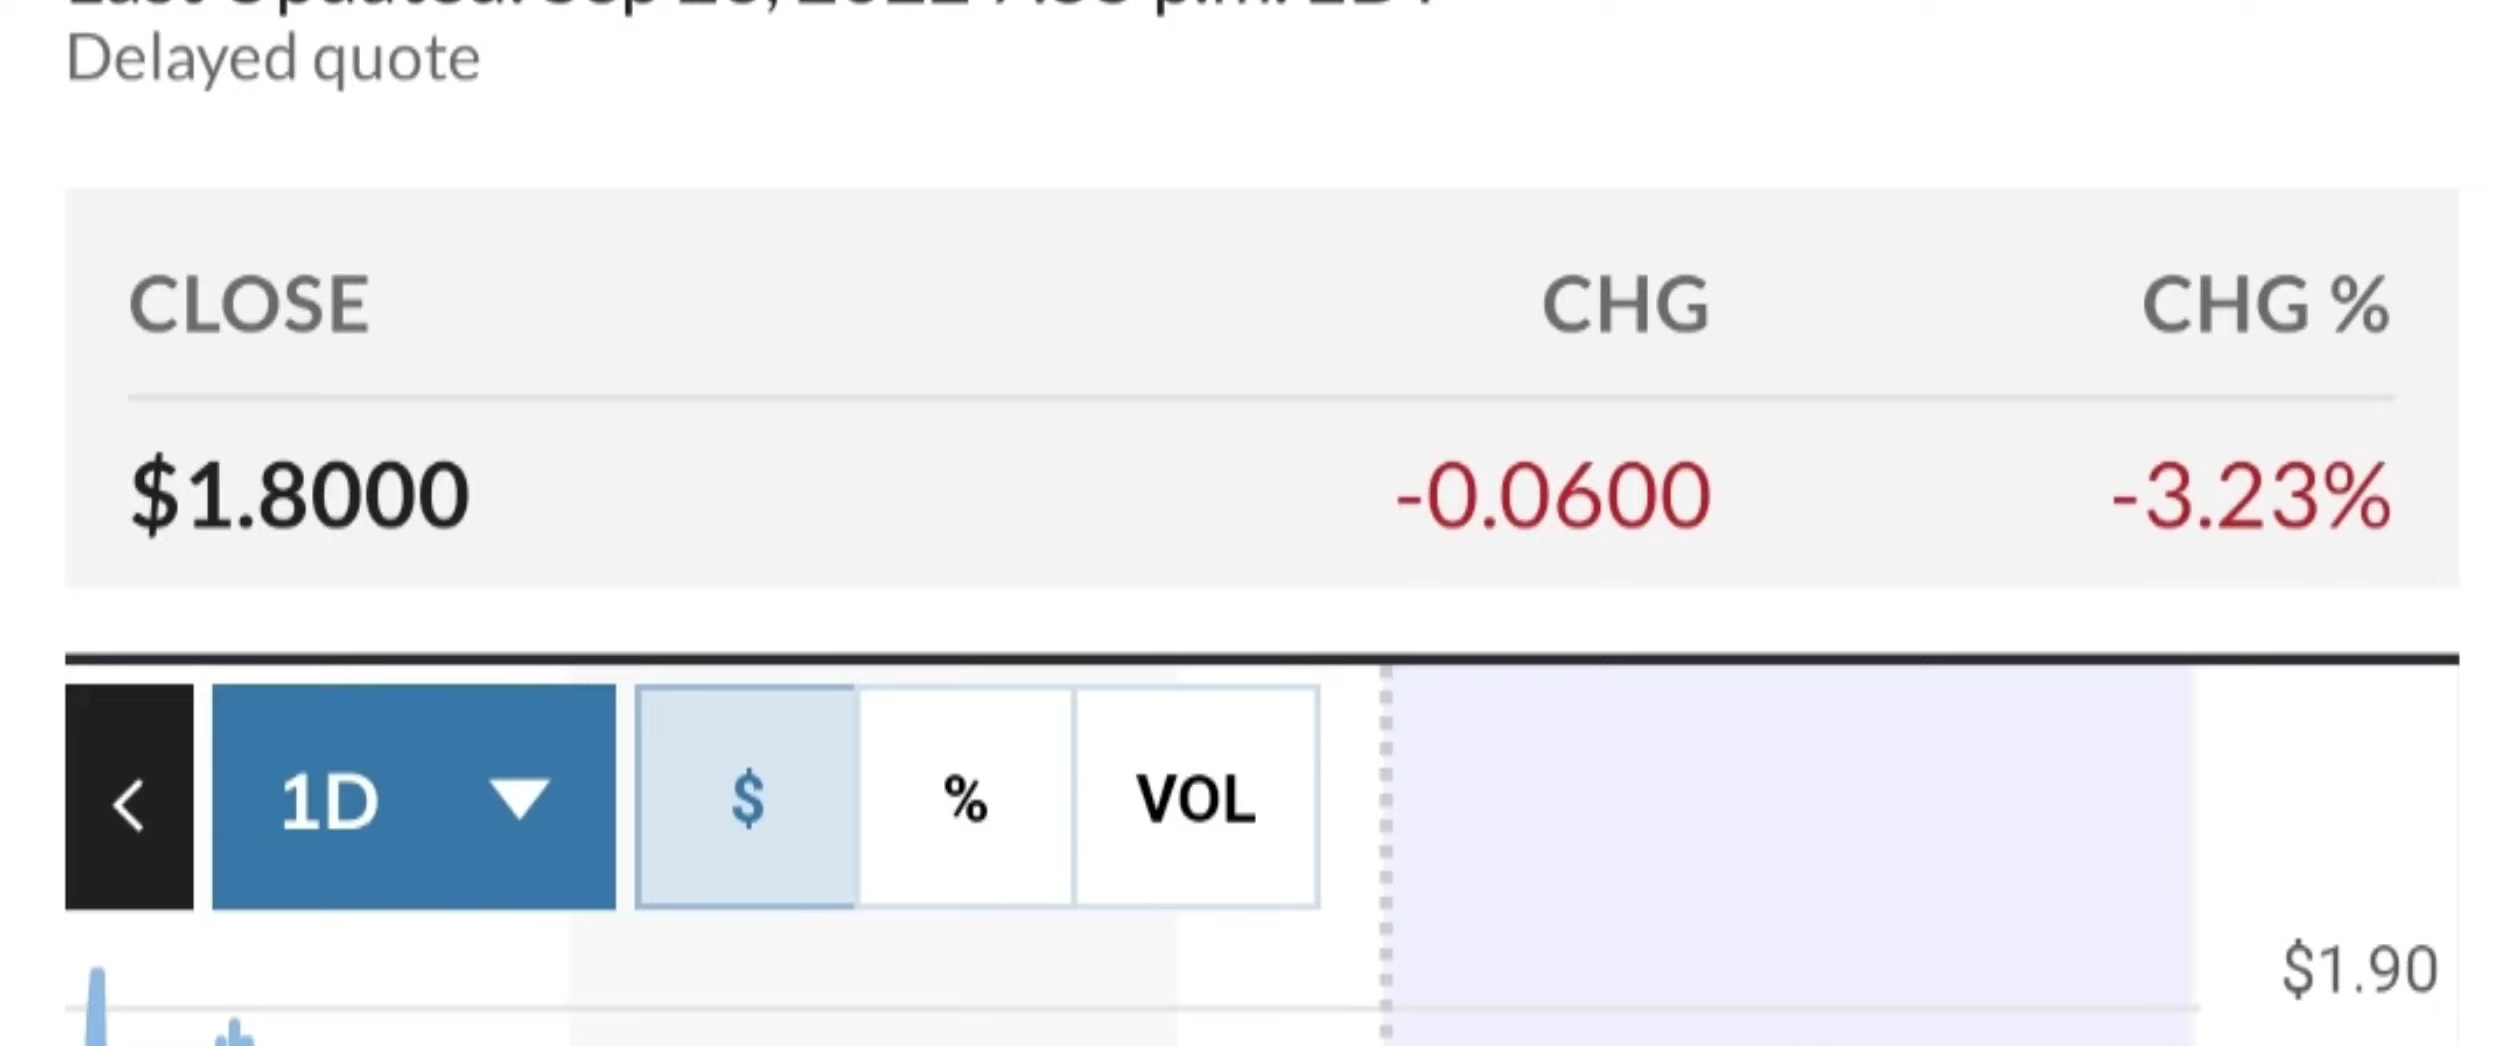 Delayed quote
CLOSE CHG CHG %
$1.8000 -0.0600 -3.23%
1D $ % VOL
$1.90